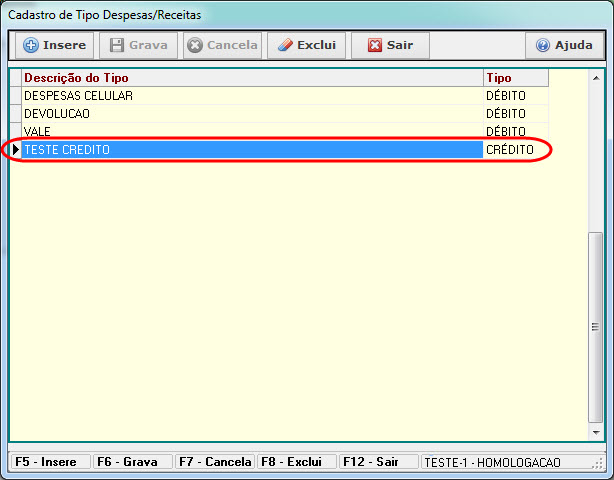 Cadastro de Tipo Despesas/Receitas
Insere Grava Cancela Exclui Sair Ajuda
Descrição do Tipo Tipo
DESPESAS CELULAR DÉBITO
DEVOLUCAO DÉBITO
VALE DÉBITO
TESTE CREDITO CRÉDITO
F5 - Insere F6 - Grava F7 - Cancela F8 - Exclui F12 - Sair TESTE-1 - HOMOLOGACAO